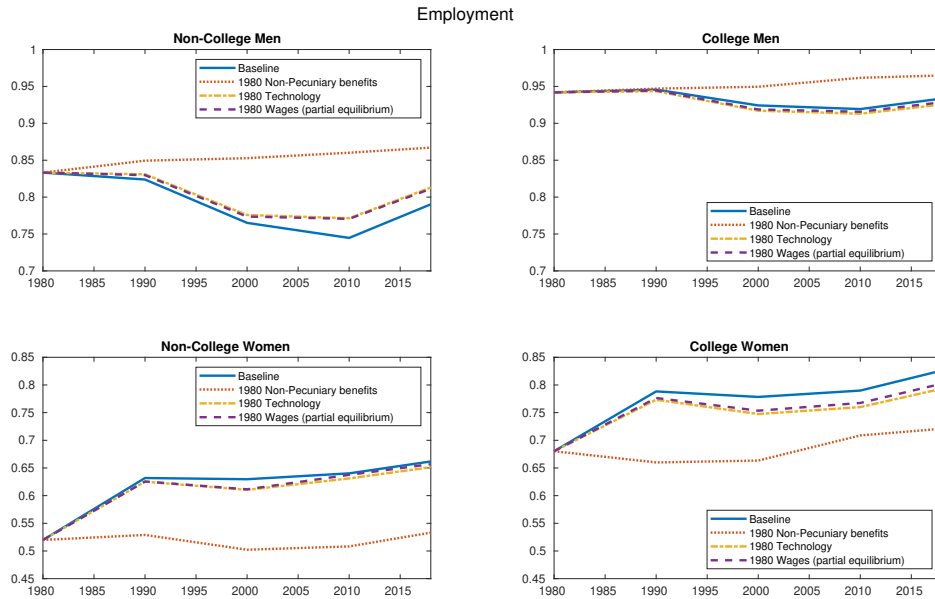 Employment
Non-College Men
1
0.95
0.9
0.85
0.8
0.75
0.7
1980 1985 1990 1995 2000 2005 2010 2015
Baseline
1980 Non-Pecuniary benefits
1980 Technology
1980 Wages (partial equilibrium)
College Men
1
0.95
0.9
0.85
0.8
0.75
0.7
1980 1985 1990 1995 2000 2005 2010 2015
Baseline
1980 Non-Pecuniary benefits
1980 Technology
1980 Wages (partial equilibrium)
Non-College Women
0.85
0.8
0.75
0.7
0.65
0.6
0.55
0.5
0.45
1980 1985 1990 1995 2000 2005 2010 2015
Baseline
1980 Non-Pecuniary benefits
1980 Technology
1980 Wages (partial equilibrium)
College Women
0.85
0.8
0.75
0.7
0.65
0.6
0.55
0.5
0.45
1980 1985 1990 1995 2000 2005 2010 2015
Baseline
1980 Non-Pecuniary benefits
1980 Technology
1980 Wages (partial equilibrium)